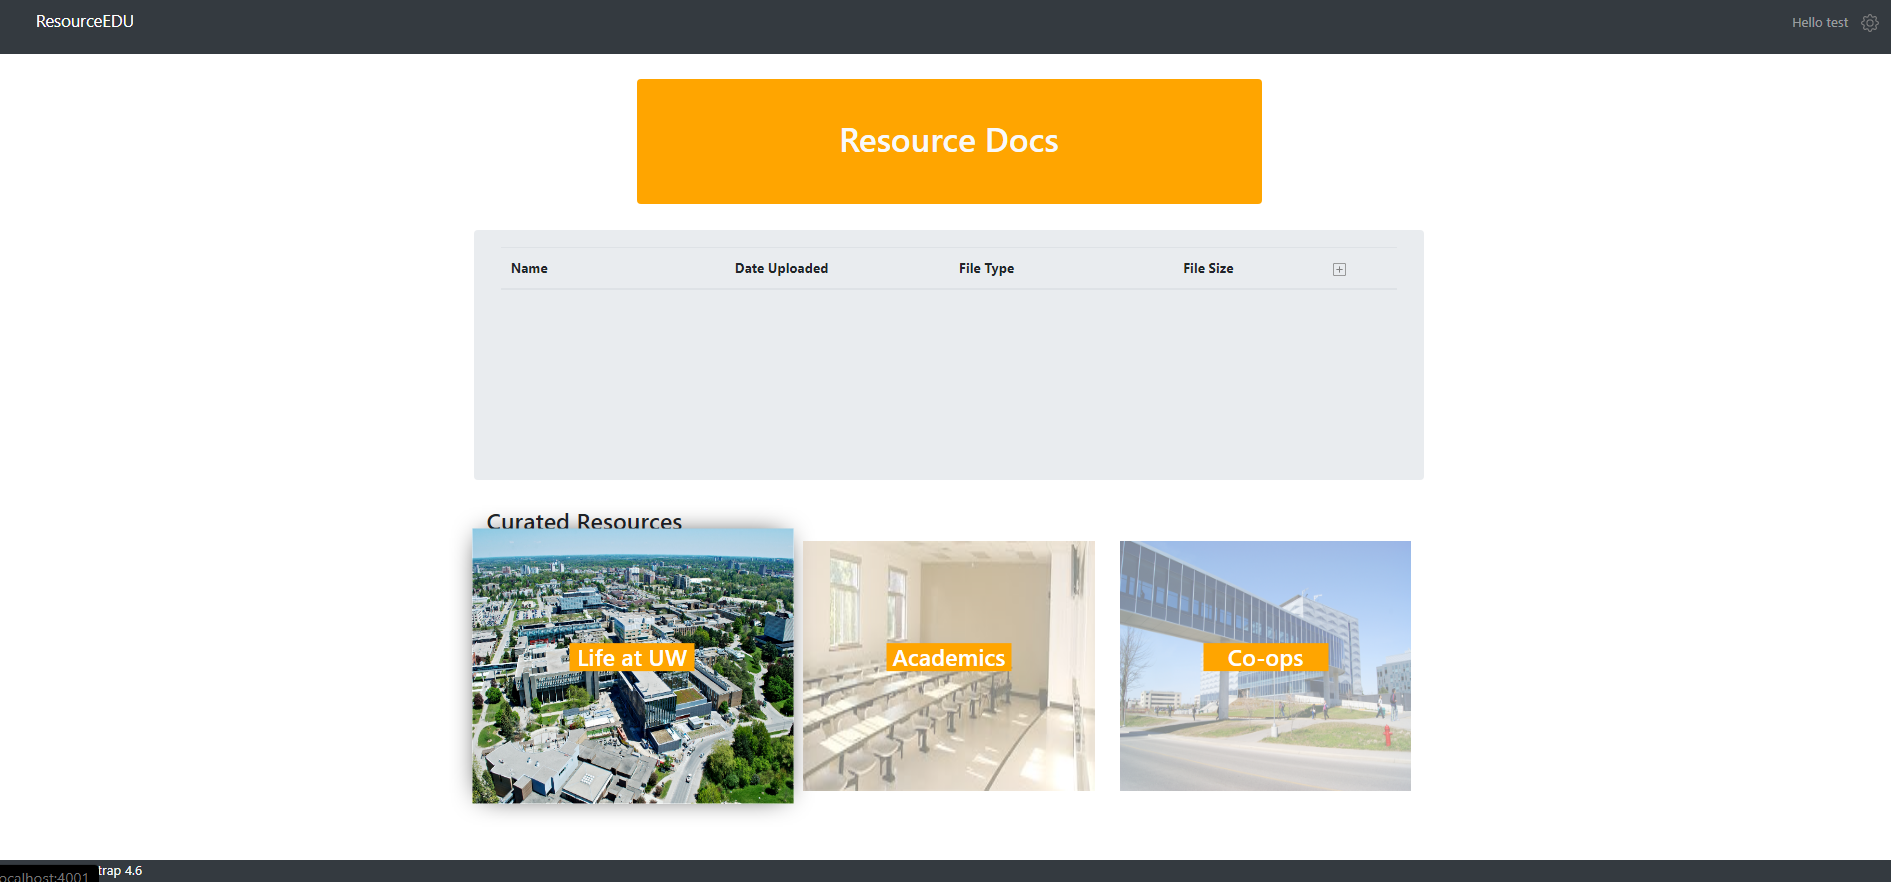 ResourceEDU
Hello test
Resource Docs
Name Date Uploaded File Type File Size
Curated Resources
Life at UW Academics Co-ops
trap 4.6
ocalhost:4001